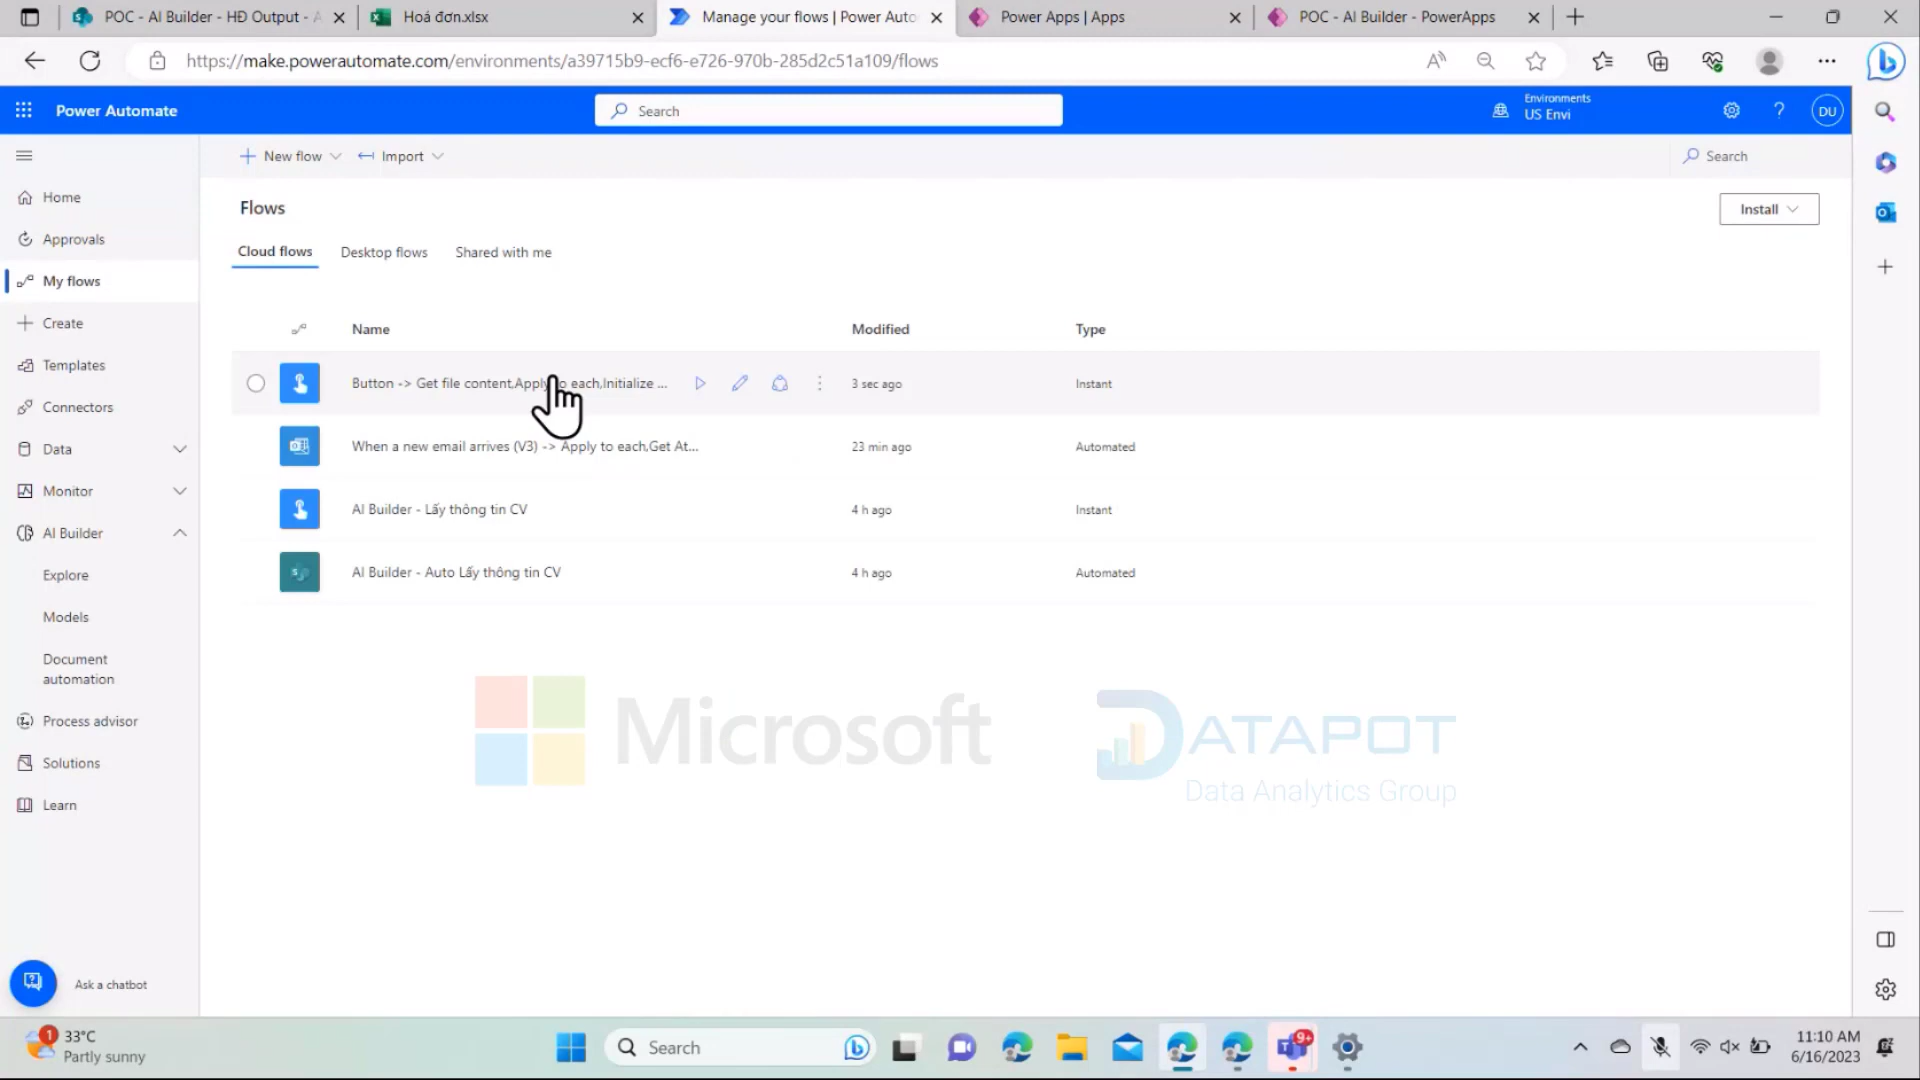 POC - AI Builder - HĐ Output - A
Hoá đơn.xlsx
Manage your flows | Power Auto
Power Apps | Apps
POC - AI Builder - PowerApps
https://make.powerautomate.com/environments/a39715b9-ecf6-e726-970b-285d2c51a109/flows
Power Automate
Search
Environments
US Envi
DU
New flow
Import
Search
Home
Approvals
My flows
Create
Templates
Connectors
Data
Monitor
AI Builder
Explore
Models
Document
automation
Process advisor
Solutions
Learn
Ask a chatbot
Flows
Install
Cloud flows
Desktop flows
Shared with me
Name
Modified
Type
Button -> Get file content,Apply to each,Initialize ...
3 sec ago
Instant
When a new email arrives (V3) -> Apply to each,Get At...
23 min ago
Automated
AI Builder - Lấy thông tin CV
4 h ago
Instant
AI Builder - Auto Lấy thông tin CV
4 h ago
Automated
Microsoft
DATAPOT
Data Analytics Group
1
33°C
Partly sunny
Search
9+
11:10 AM
6/16/2023